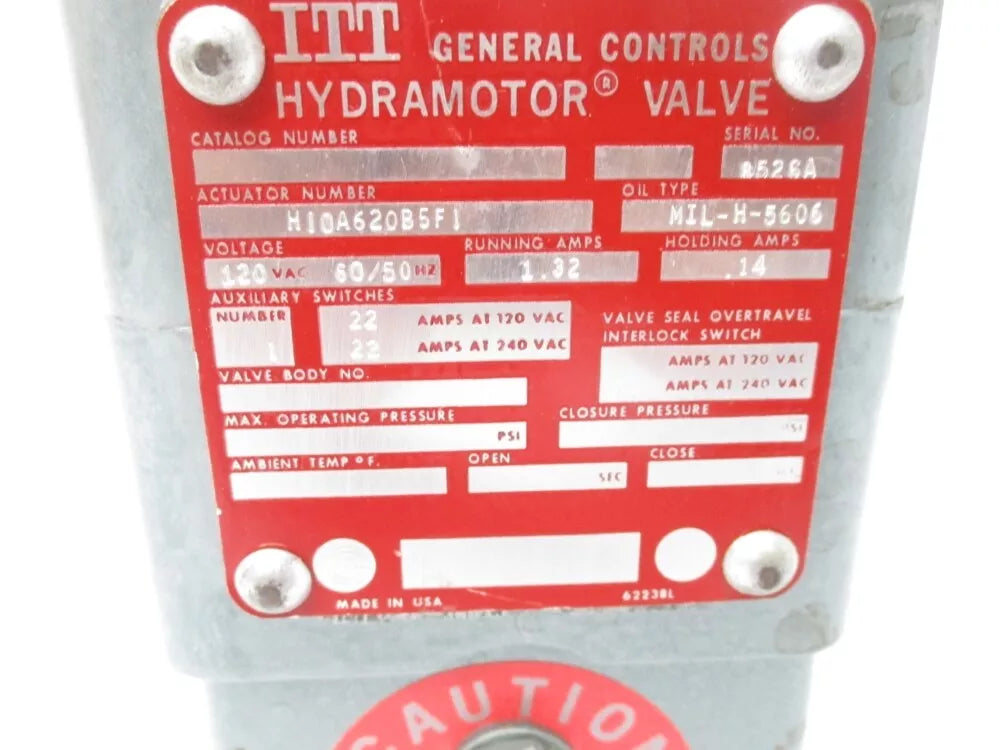 ITT GENERAL CONTROLS
HYDRAMOTOR® VALVE
CATALOG NUMBER
SERIAL NO.
ACTUATOR NUMBER
OIL TYPE
H10A620B5F1
MIL-H-5606
VOLTAGE
RUNNING AMPS
HOLDING AMPS
120 VAC 60/50 HZ
1.32
.14
AUXILIARY SWITCHES
NUMBER
22 AMPS AT 120 VAC
1
22 AMPS AT 240 VAC
VALVE SEAL OVERTRAVEL
INTERLOCK SWITCH
AMPS AT 120 VAC
AMPS AT 240 VAC
VALVE BODY NO.
MAX. OPERATING PRESSURE
PSI
CLOSURE PRESSURE
PSI
AMBIENT TEMP °F.
OPEN
SEC
CLOSE
MADE IN USA
6223BL
CAUTION